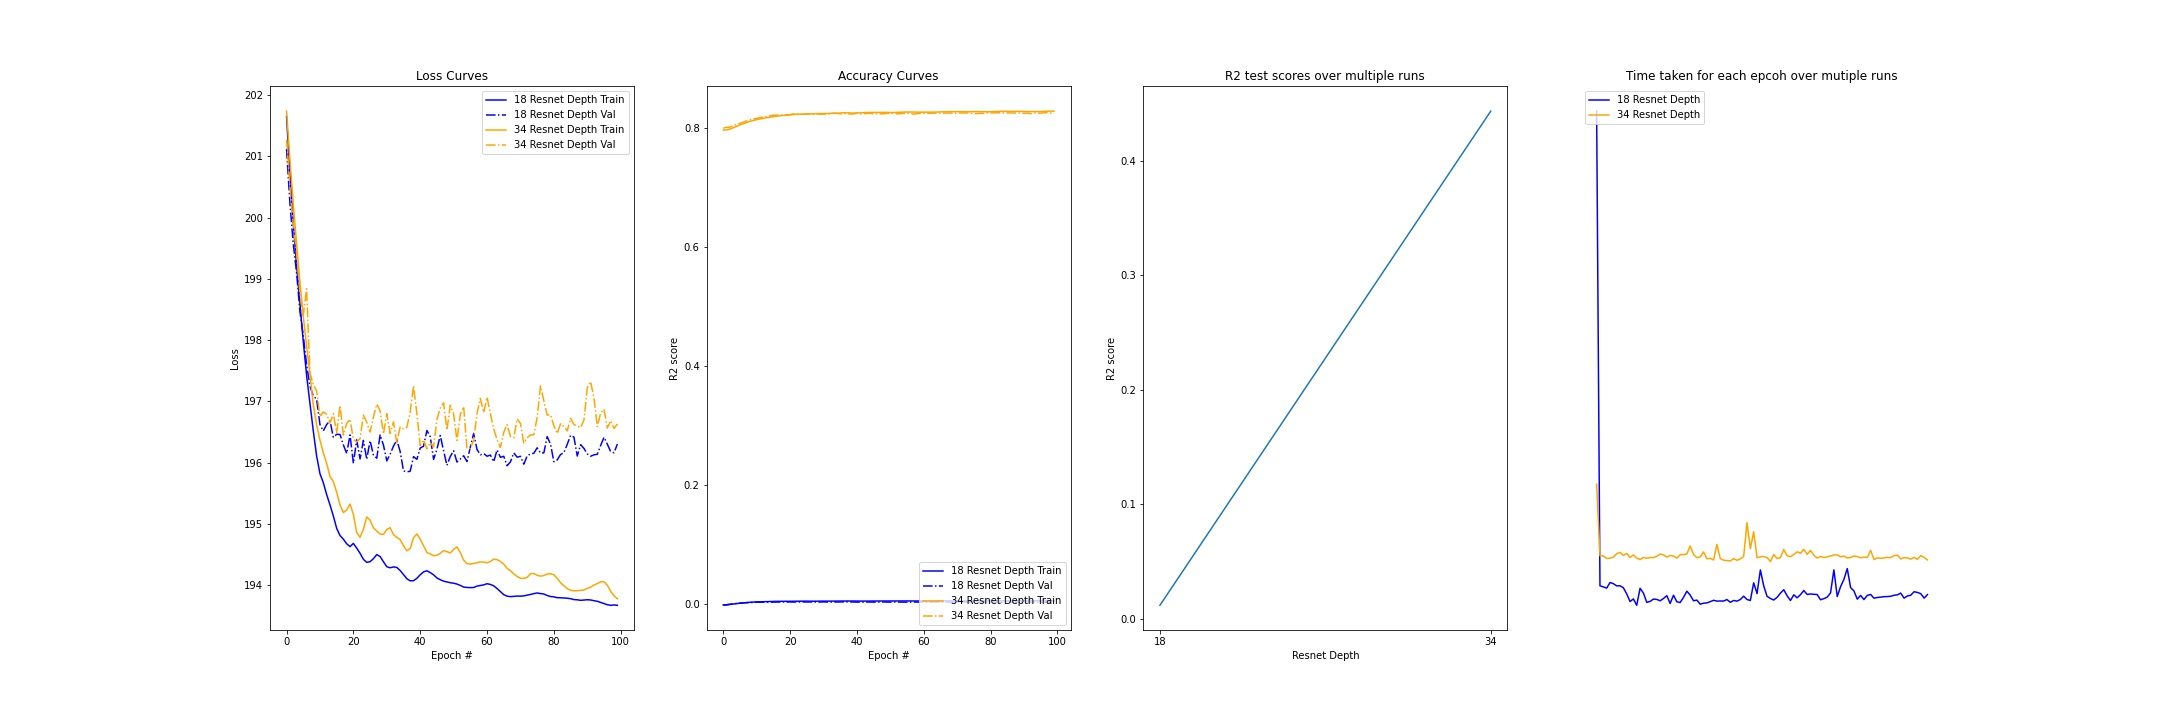 Loss Curves
202
201
200
199
198
197
196
195
194
Loss
0 20 40 60 80 100
Epoch #
18 Resnet Depth Train
18 Resnet Depth Val
34 Resnet Depth Train
34 Resnet Depth Val
Accuracy Curves
0.8
0.6
0.4
0.2
0.0
R2 score
0 20 40 60 80 100
Epoch #
18 Resnet Depth Train
18 Resnet Depth Val
34 Resnet Depth Train
34 Resnet Depth Val
R2 test scores over multiple runs
0.4
0.3
0.2
0.1
0.0
R2 score
18 34
Resnet Depth
Time taken for each epcoh over mutiple runs
18 Resnet Depth
34 Resnet Depth